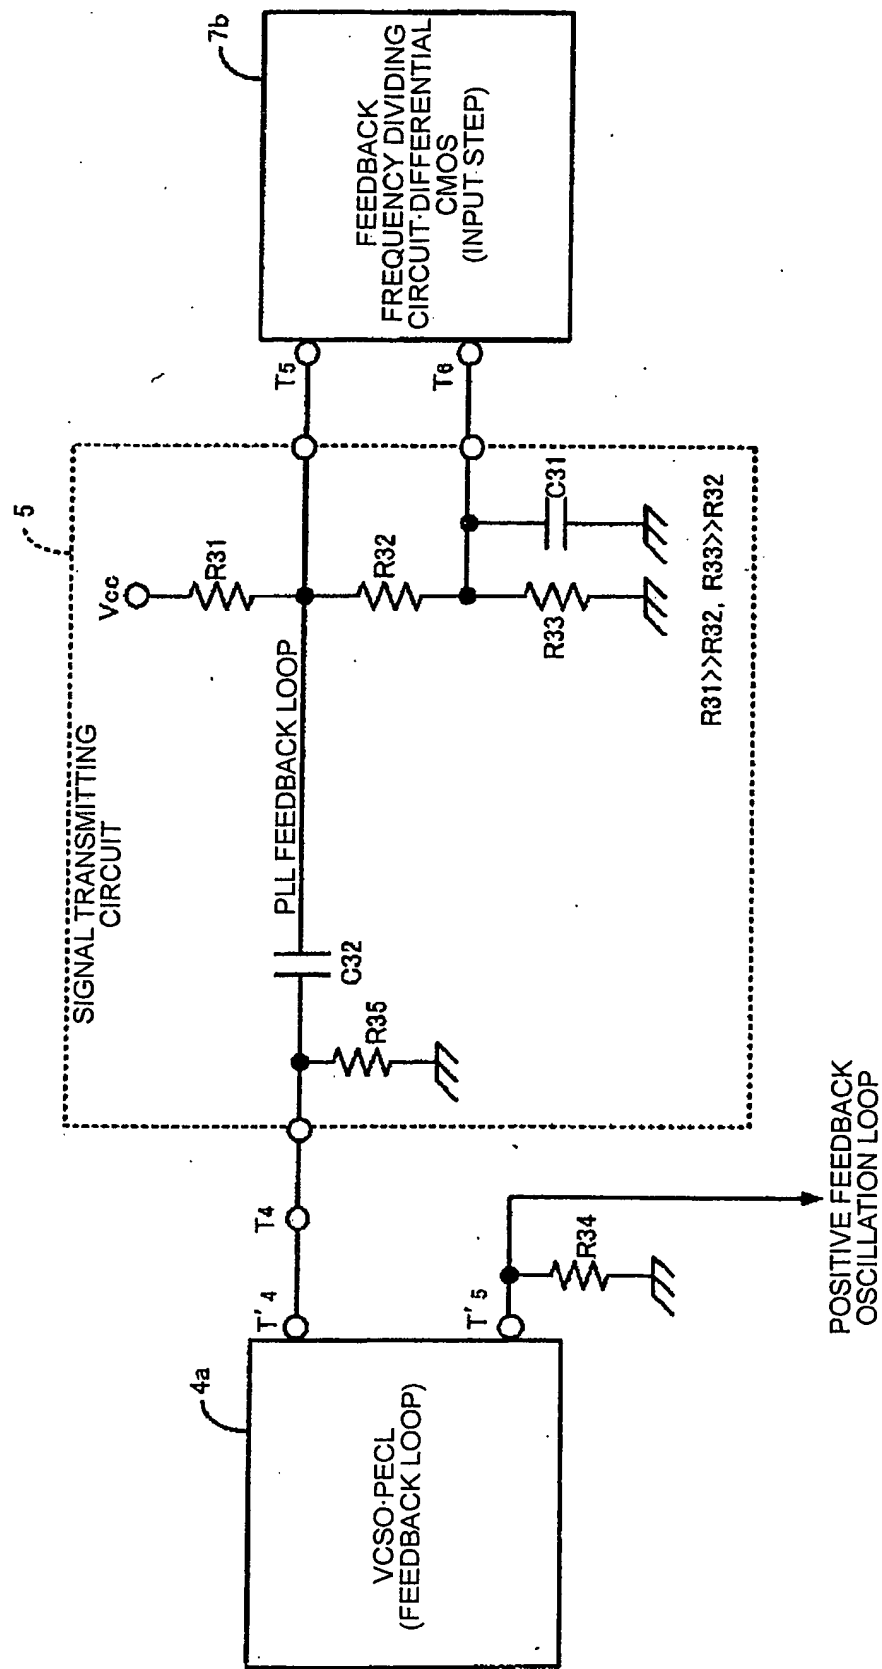 5
SIGNAL TRANSMITTING
CIRCUIT
Vcc
R31
7b
FEEDBACK
FREQUENCY DIVIDING
CIRCUIT·DIFFERENTIAL
CMOS
(INPUT STEP)
4a
VCSO·PECL
(FEEDBACK LOOP)
T'4
T4
C32
PLL FEEDBACK LOOP
T5
R35
R32
T6
T'5
R34
R33
C31
R31>>R32, R33>>R32
POSITIVE FEEDBACK
OSCILLATION LOOP